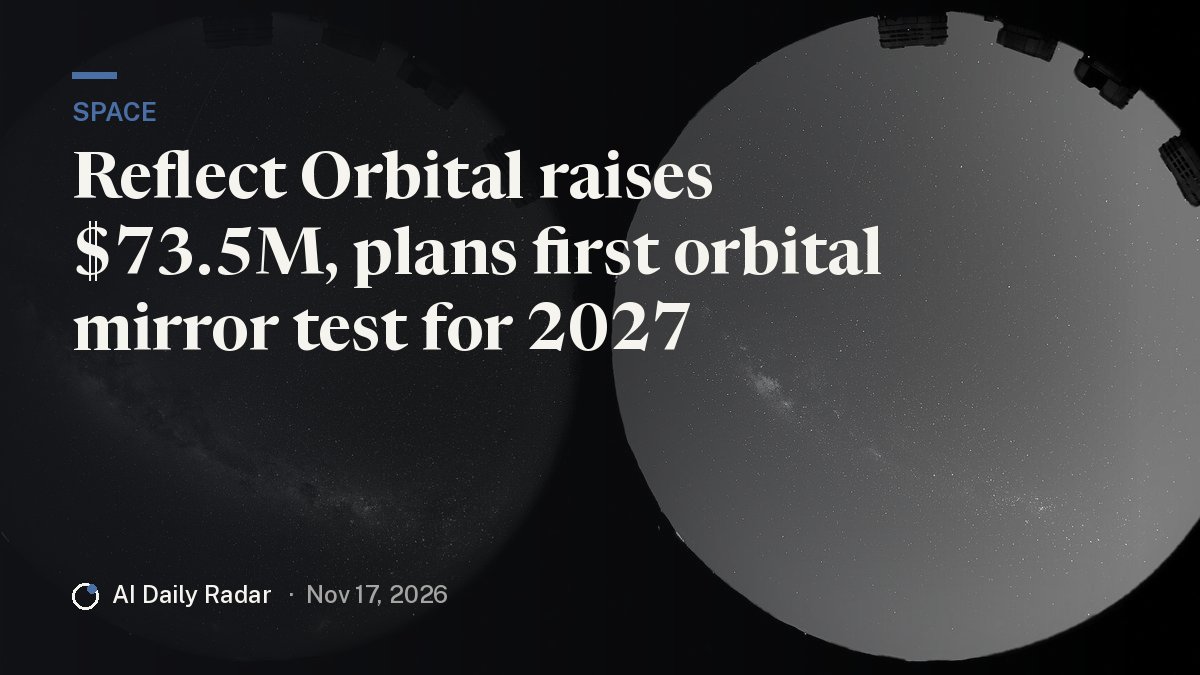 SPACE
Reflect Orbital raises
$73.5M, plans first orbital
mirror test for 2027
AI Daily Radar · Nov 17, 2026